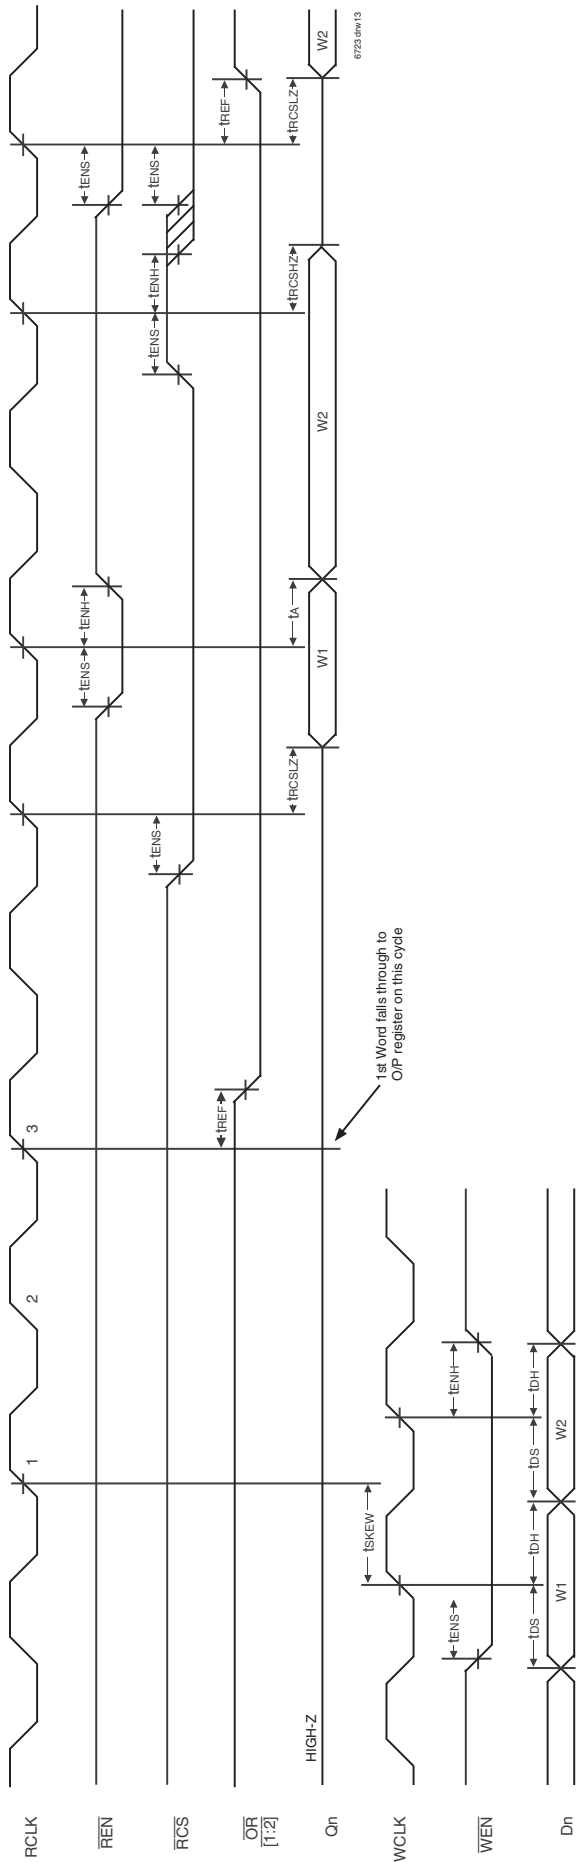 RCLK
1
2
3
REN
tENS
tENH
tENS
RCS
tENS
tENS
tENH
tENS
OR
[1:2]
tREF
tREF
Qn
HIGH-Z
tRCSLZ
W1
tA
W2
tRCSHZ
tRCSLZ
W2
1st Word falls through to
O/P register on this cycle
6723 drw13
WCLK
tSKEW
WEN
tENS
tENH
Dn
tDS
tDH
tDS
tDH
W1
W2